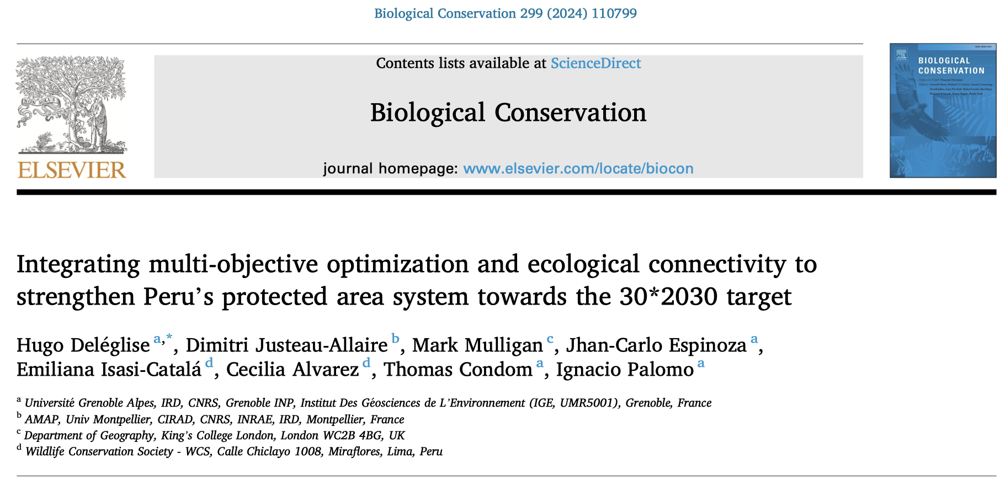 Biological Conservation 299 (2024) 110799
Contents lists available at ScienceDirect
Biological Conservation
journal homepage: www.elsevier.com/locate/biocon
NON SOLUS
ELSEVIER
BIOLOGICAL
CONSERVATION
Integrating multi-objective optimization and ecological connectivity to
strengthen Peru’s protected area system towards the 30*2030 target
Hugo Deléglise a,*, Dimitri Justeau-Allaire b, Mark Mulligan c, Jhan-Carlo Espinoza a,
Emiliana Isasi-Catalá d, Cecilia Alvarez d, Thomas Condom a, Ignacio Palomo a
a Université Grenoble Alpes, IRD, CNRS, Grenoble INP, Institut Des Géosciences de L’Environnement (IGE, UMR5001), Grenoble, France
b AMAP, Univ Montpellier, CIRAD, CNRS, INRAE, IRD, Montpellier, France
c Department of Geography, King’s College London, London WC2B 4BG, UK
d Wildlife Conservation Society - WCS, Calle Chiclayo 1008, Miraflores, Lima, Peru